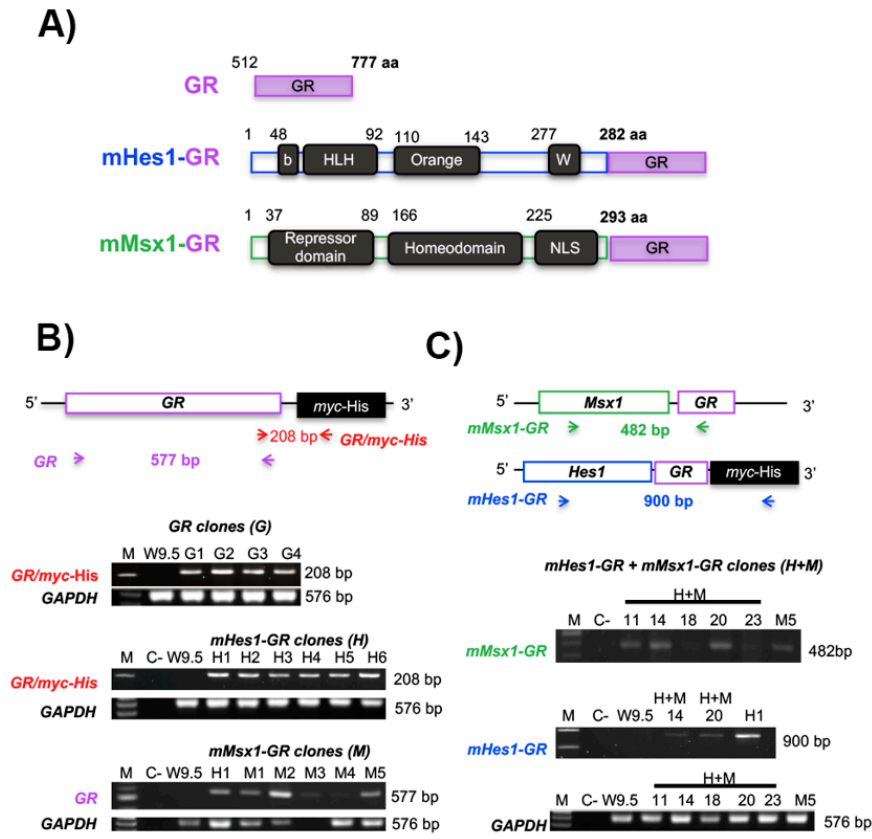 A)
512 777 aa
GR GR
1 48 92 110 143 277 282 aa
mHes1-GR b HLH Orange W GR
1 37 89 166 225 293 aa
mMsx1-GR Repressor domain Homeodomain NLS GR
B)
5' GR myc-His 3'
208 bp GR/myc-His
GR 577 bp
GR clones (G)
M W9.5 G1 G2 G3 G4
GR/myc-His 208 bp
GAPDH 576 bp
mHes1-GR clones (H)
M C- W9.5 H1 H2 H3 H4 H5 H6
GR/myc-His 208 bp
GAPDH 576 bp
mMsx1-GR clones (M)
M C- W9.5 H1 M1 M2 M3 M4 M5
GR 577 bp
GAPDH 576 bp
C)
5' Msx1 GR 3'
mMsx1-GR 482 bp
5' Hes1 GR myc-His 3'
mHes1-GR 900 bp
mHes1-GR + mMsx1-GR clones (H+M)
H+M
M C- 11 14 18 20 23 M5
mMsx1-GR 482bp
H+M H+M
M C- W9.5 14 20 H1
mHes1-GR 900 bp
H+M
M C- W9.5 11 14 18 20 23 M5
GAPDH 576 bp